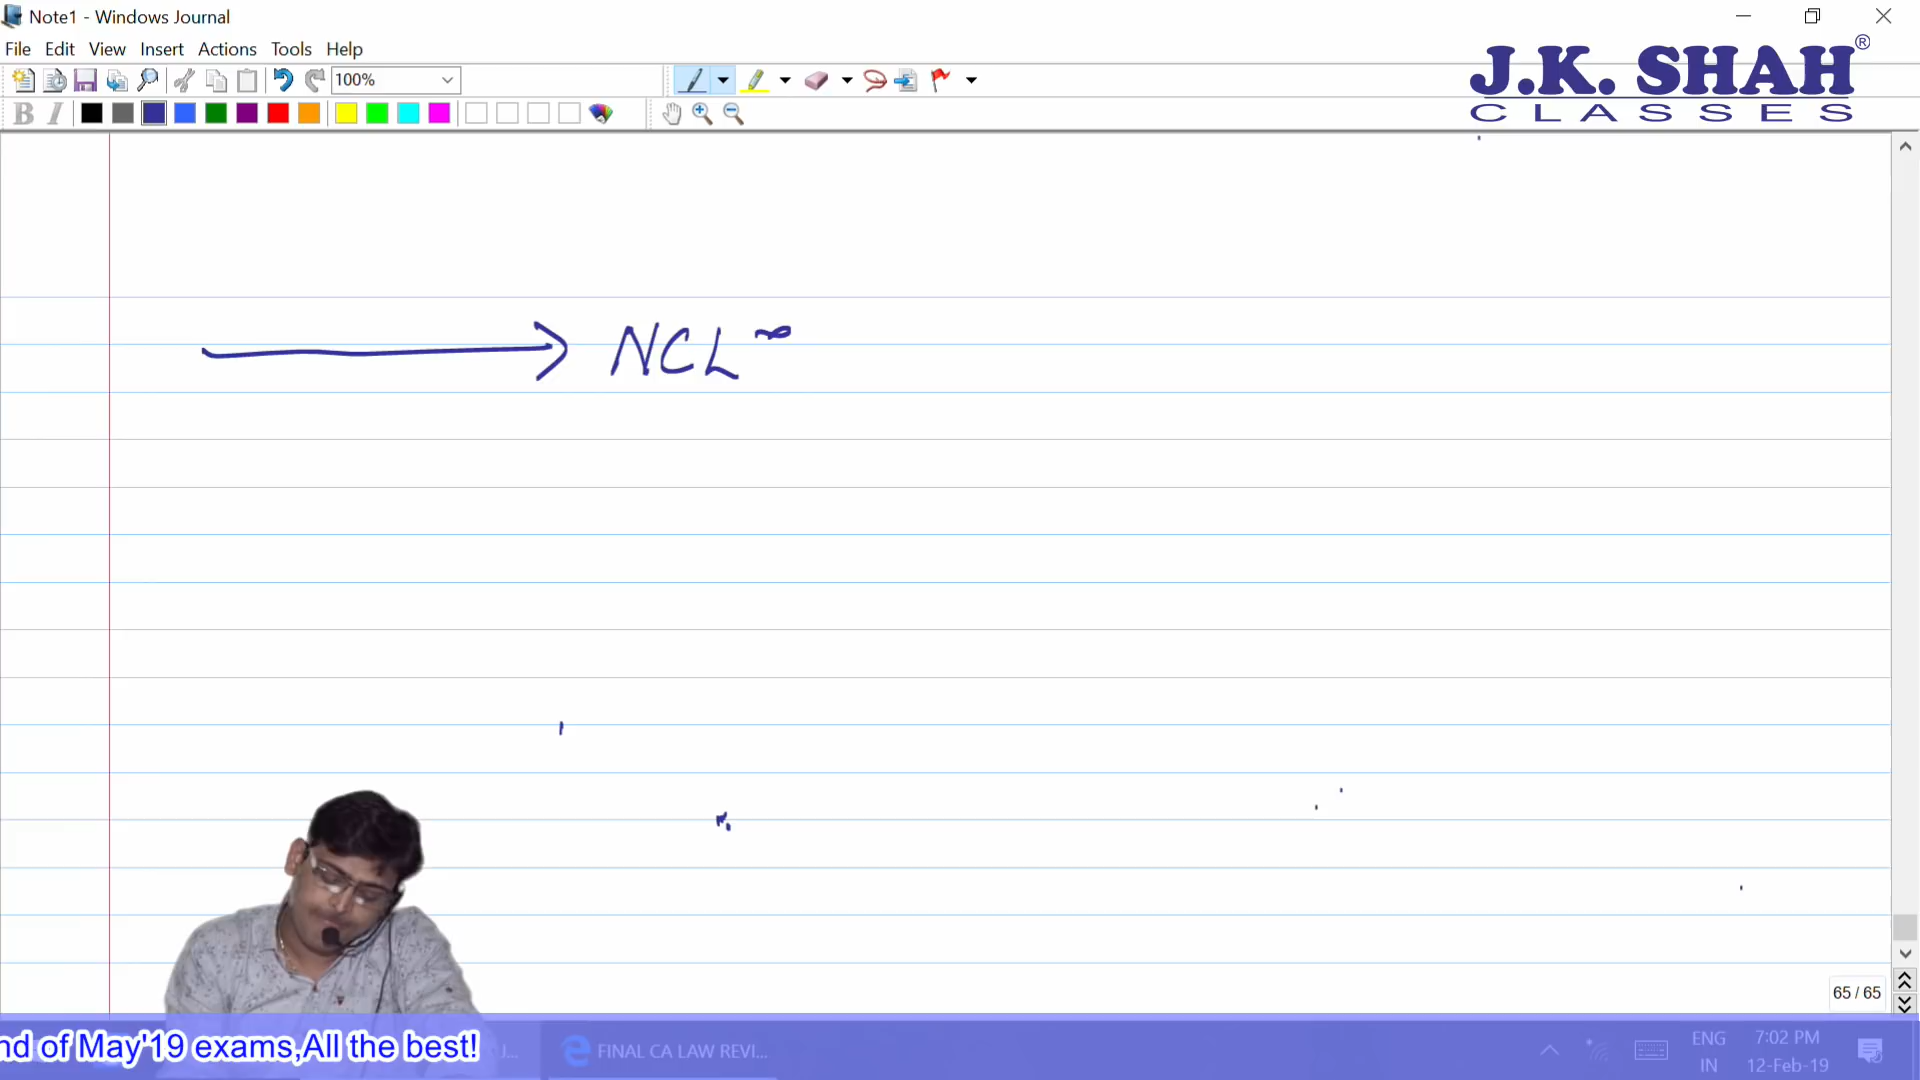 Note1 - Windows Journal
File Edit View Insert Actions Tools Help
100%
J.K. SHAH®
CLASSES
B I
NCL
65 / 65
nd of May'19 exams,All the best!
J...
FINAL CA LAW REVI...
ENG
IN
7:02 PM
12-Feb-19